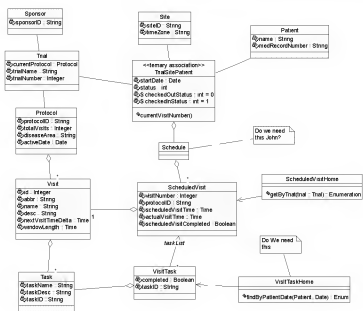 Sponsor
sponsorID : String
Trial
currentProtocol : Protocol
trialName : String
trialNumber : Integer
Protocol
protocolID : String
totalVisits : Integer
diseaseArea : String
activeDate : Date
Visit
id : Integer
abbr : String
name : String
desc : String
nextVisitTimeDelta : Time
windowLength : Time
1
Task
taskName : String
taskDesc : String
taskID : String
Site
siteID : String
timeZone : String
<<ternary association>>
TrialSitePatient
startDate : Date
status : int
ScheckedOutStatus : int = 0
ScheckedInStatus : int = 1
currentVisitNumber()
Schedule
ScheduledVisit
visitNumber : Integer
protocolID : String
scheduledVisitTime : Time
actualVisitTime : Time
scheduledVisitCompleted : Boolean
taskList
VisitTask
completed : Boolean
taskID : String
Patient
name : String
medRecordNumber : String
Do we need
this John?
ScheduledVisitHome
getByTrial(trial : Trial) : Enumeration
Do We need
this
VisitTaskHome
findByPatientDate(Patient, Date) : Enum